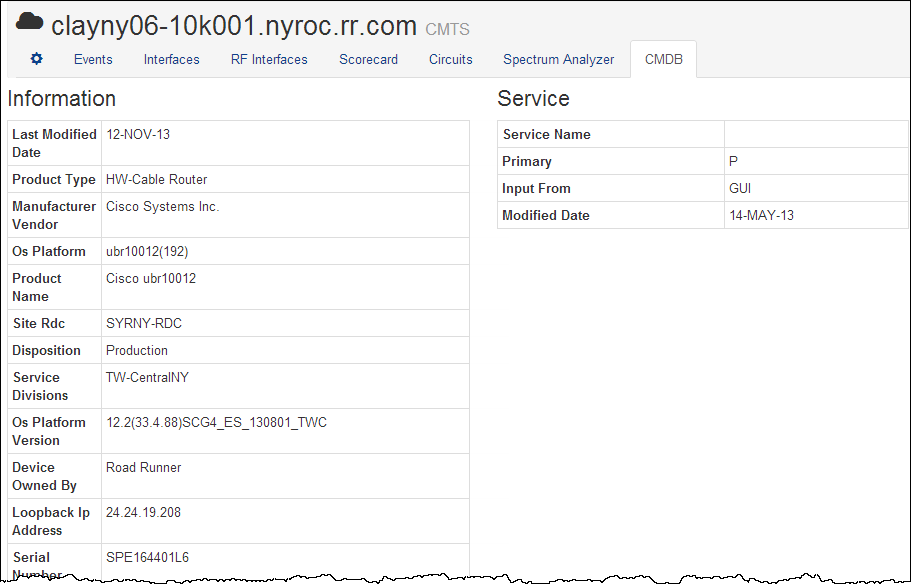 clayny06-10k001.nyroc.rr.com CMTS
Events Interfaces RF Interfaces Scorecard Circuits Spectrum Analyzer CMDB
Information
Last Modified Date 12-NOV-13
Product Type HW-Cable Router
Manufacturer Vendor Cisco Systems Inc.
Os Platform ubr10012(192)
Product Name Cisco ubr10012
Site Rdc SYRNY-RDC
Disposition Production
Service Divisions TW-CentralNY
Os Platform Version 12.2(33.4.88)SCG4_ES_130801_TWC
Device Owned By Road Runner
Loopback Ip Address 24.24.19.208
Serial Number SPE164401L6
Service
Service Name
Primary P
Input From GUI
Modified Date 14-MAY-13